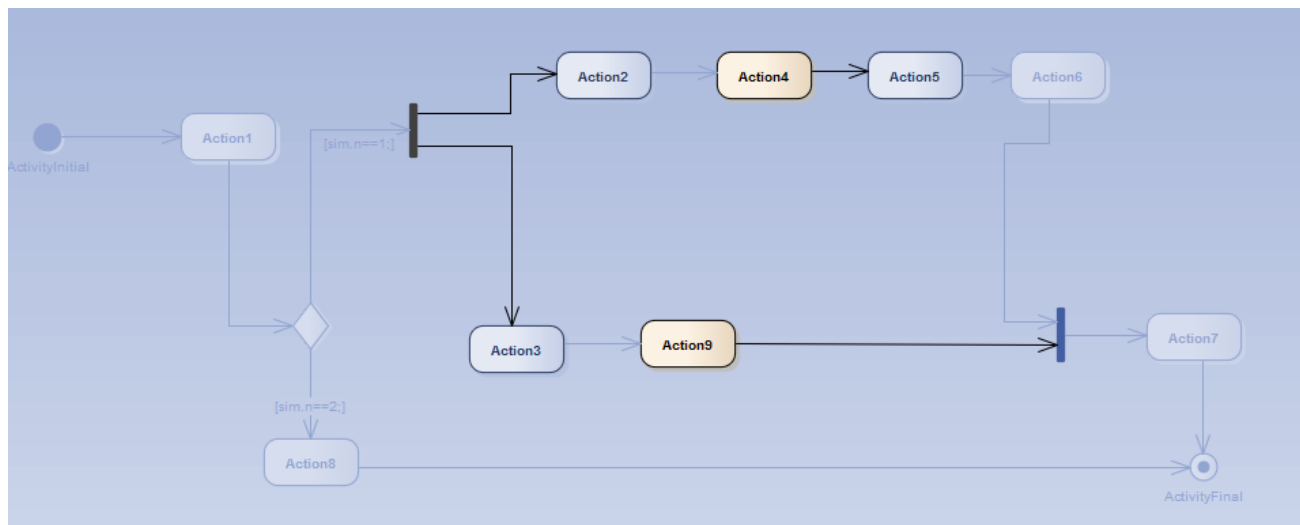 Action2
Action4
Action5
Action6
Action1
[sim.n==1;]
ActivityInitial
Action3
Action9
Action7
[sim.n==2;]
Action8
ActivityFinal